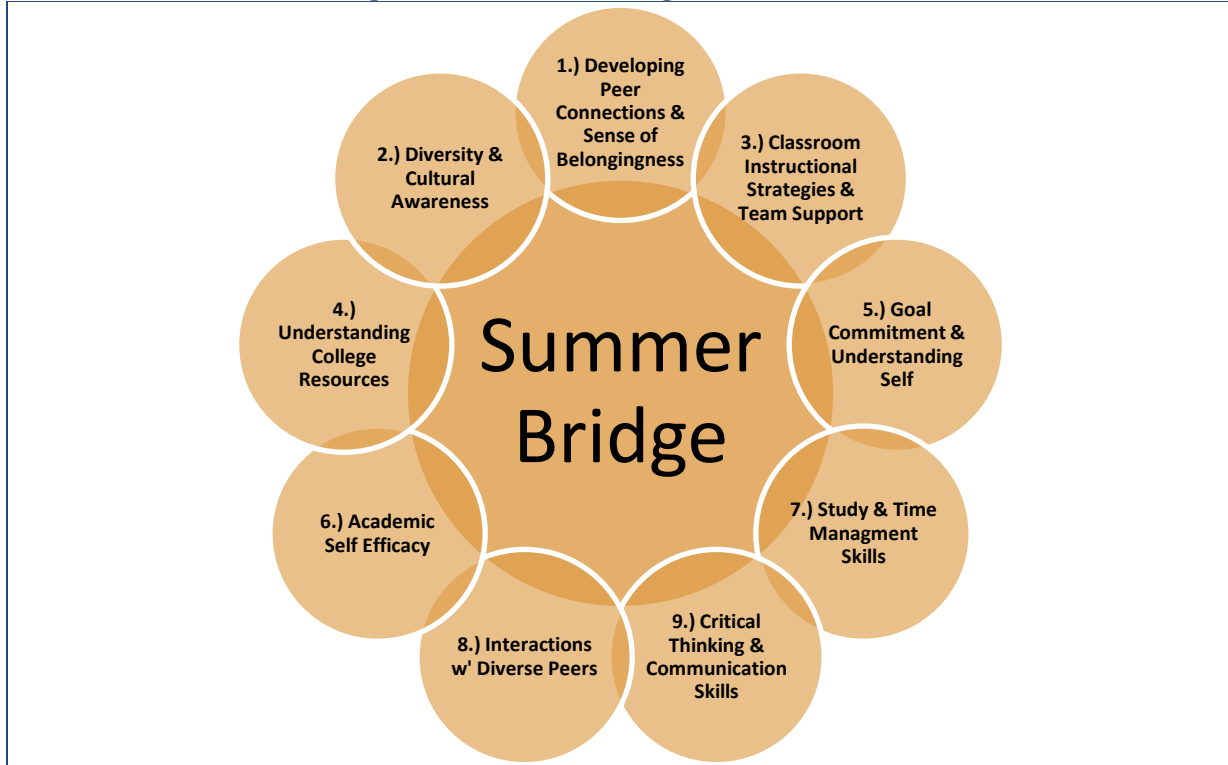 1.) Developing
Peer
Connections &
Sense of
Belongingness
2.) Diversity &
Cultural
Awareness
3.) Classroom
Instructional
Strategies &
Team Support
4.)
Understanding
College
Resources
Summer
Bridge
5.) Goal
Commitment &
Understanding
Self
6.) Academic
Self Efficacy
7.) Study & Time
Managment
Skills
8.) Interactions
w' Diverse Peers
9.) Critical
Thinking &
Communication
Skills